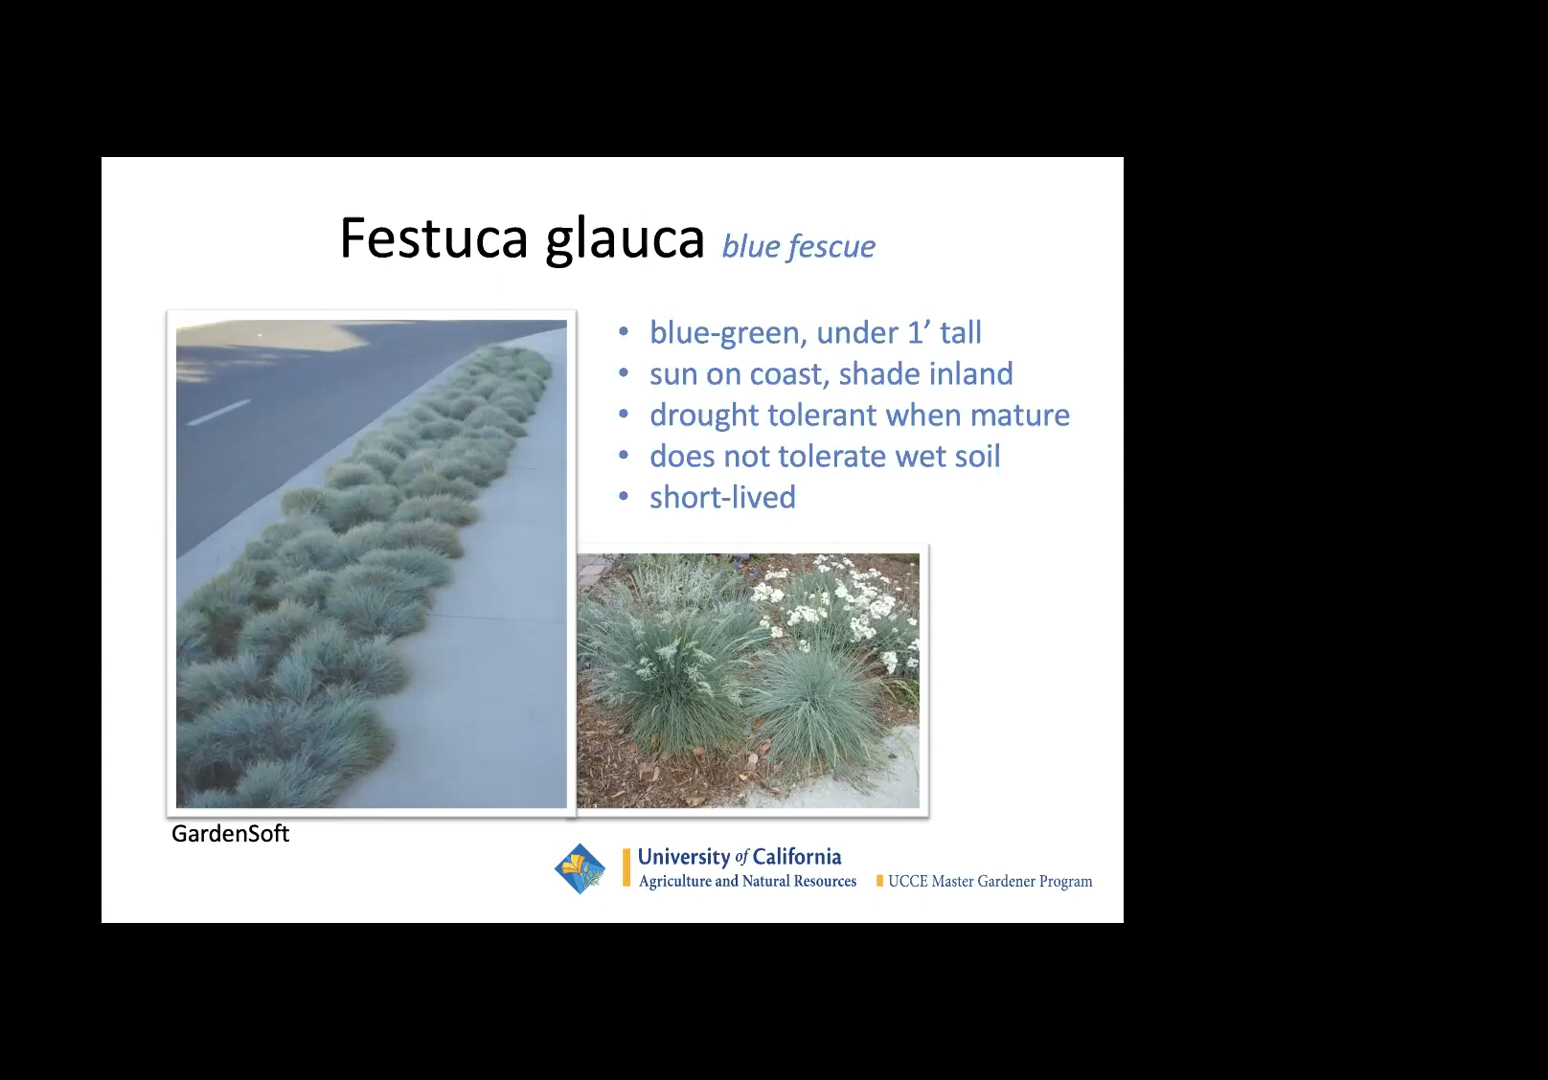 Festuca glauca blue fescue
• blue-green, under 1’ tall
• sun on coast, shade inland
• drought tolerant when mature
• does not tolerate wet soil
• short-lived
GardenSoft
University of California
Agriculture and Natural Resources
UCCE Master Gardener Program